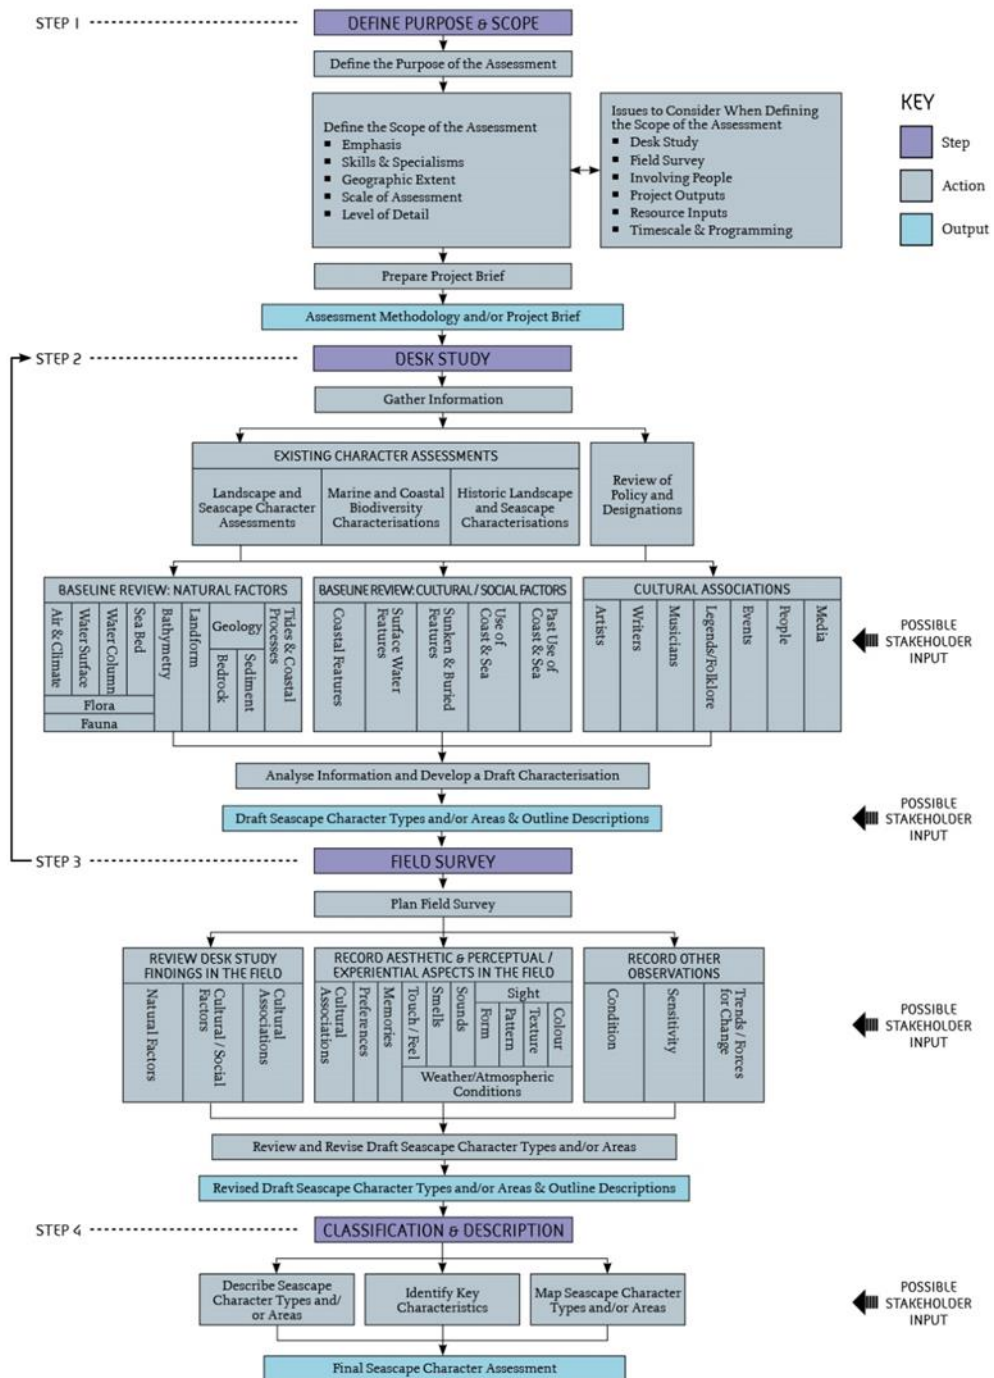 STEP 1
DEFINE PURPOSE & SCOPE
Define the Purpose of the Assessment
Define the Scope of the Assessment
▪ Emphasis
▪ Skills & Specialisms
▪ Geographic Extent
▪ Scale of Assessment
▪ Level of Detail
Issues to Consider When Defining
the Scope of the Assessment
▪ Desk Study
▪ Field Survey
▪ Involving People
▪ Project Outputs
▪ Resource Inputs
▪ Timescale & Programming
KEY
Step
Action
Output
Prepare Project Brief
Assessment Methodology and/or Project Brief
STEP 2
DESK STUDY
Gather Information
EXISTING CHARACTER ASSESSMENTS
Landscape and
Seascape Character
Assessments
Marine and Coastal
Biodiversity
Characterisations
Historic Landscape
and Seascape
Characterisations
Review of
Policy and
Designations
BASELINE REVIEW: NATURAL FACTORS
Air & Climate
Water Surface
Water Column
Sea Bed
Flora
Fauna
Bathymetry
Landform
Geology
Bedrock
Sediment
Tides & Coastal
Processes
BASELINE REVIEW: CULTURAL / SOCIAL FACTORS
Coastal Features
Surface Water
Features
Sunken & Buried
Features
Use of
Coast & Sea
Past Use of
Coast & Sea
CULTURAL ASSOCIATIONS
Artists
Writers
Musicians
Legends/Folklore
Events
People
Media
POSSIBLE
STAKEHOLDER
INPUT
Analyse Information and Develop a Draft Characterisation
Draft Seascape Character Types and/or Areas & Outline Descriptions
POSSIBLE
STAKEHOLDER
INPUT
STEP 3
FIELD SURVEY
Plan Field Survey
REVIEW DESK STUDY
FINDINGS IN THE FIELD
Natural Factors
Cultural / Social
Factors
Cultural
Associations
RECORD AESTHETIC & PERCEPTUAL /
EXPERIENTIAL ASPECTS IN THE FIELD
Cultural
Associations
Preferences
Memories
Touch / Feel
Smells
Sounds
Sight
Form
Pattern
Texture
Colour
Weather/Atmospheric
Conditions
RECORD OTHER
OBSERVATIONS
Condition
Sensitivity
Trends / Forces
for Change
POSSIBLE
STAKEHOLDER
INPUT
Review and Revise Draft Seascape Character Types and/or Areas
Revised Draft Seascape Character Types and/or Areas & Outline Descriptions
STEP 4
CLASSIFICATION & DESCRIPTION
Describe Seascape
Character Types and/
or Areas
Identify Key
Characteristics
Map Seascape Character
Types and/or Areas
POSSIBLE
STAKEHOLDER
INPUT
Final Seascape Character Assessment